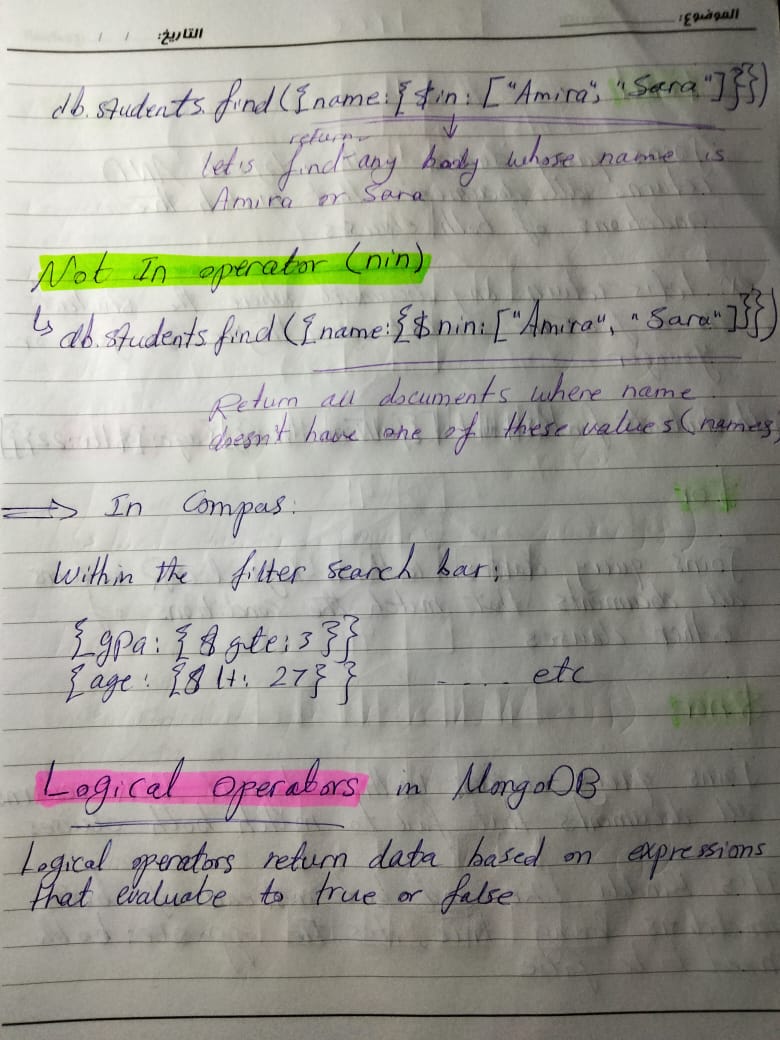 الموضوع:
التاريخ: / /
db.students.find({name:{$in:["Amira", "Sara"]}})
return
let's find any body whose name is
Amira or Sara
Not In operator (nin)
↳ db.students.find({name:{$nin:["Amira", "Sara"]}})
Return all documents where name
doesn't have one of these values (names)
⇒ In Compas:
Within the filter search bar:
{gpa: {$gte:3}}
{age: {$lt: 27}} ..... etc
Logical operators in MongoDB
Logical operators return data based on expressions
that evaluate to true or false